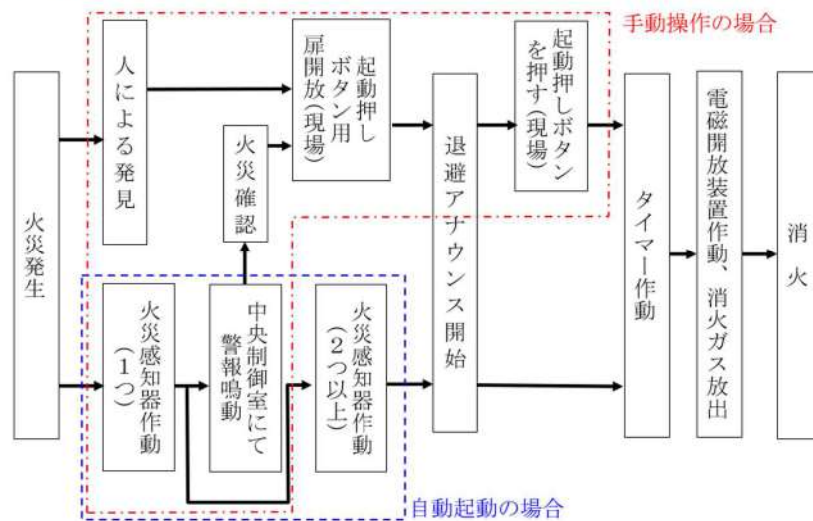 手動操作の場合
火災発生
人による発見
火災確認
起動押し
ボタン用
扉開放(現場)
退避アナウンス開始
起動押しボタン
を押す(現場)
火災感知器作動
(1つ)
中央制御室にて
警報鳴動
火災感知器作動
(2つ以上)
タイマー作動
電磁開放装置作動、消火ガス放出
消火
自動起動の場合